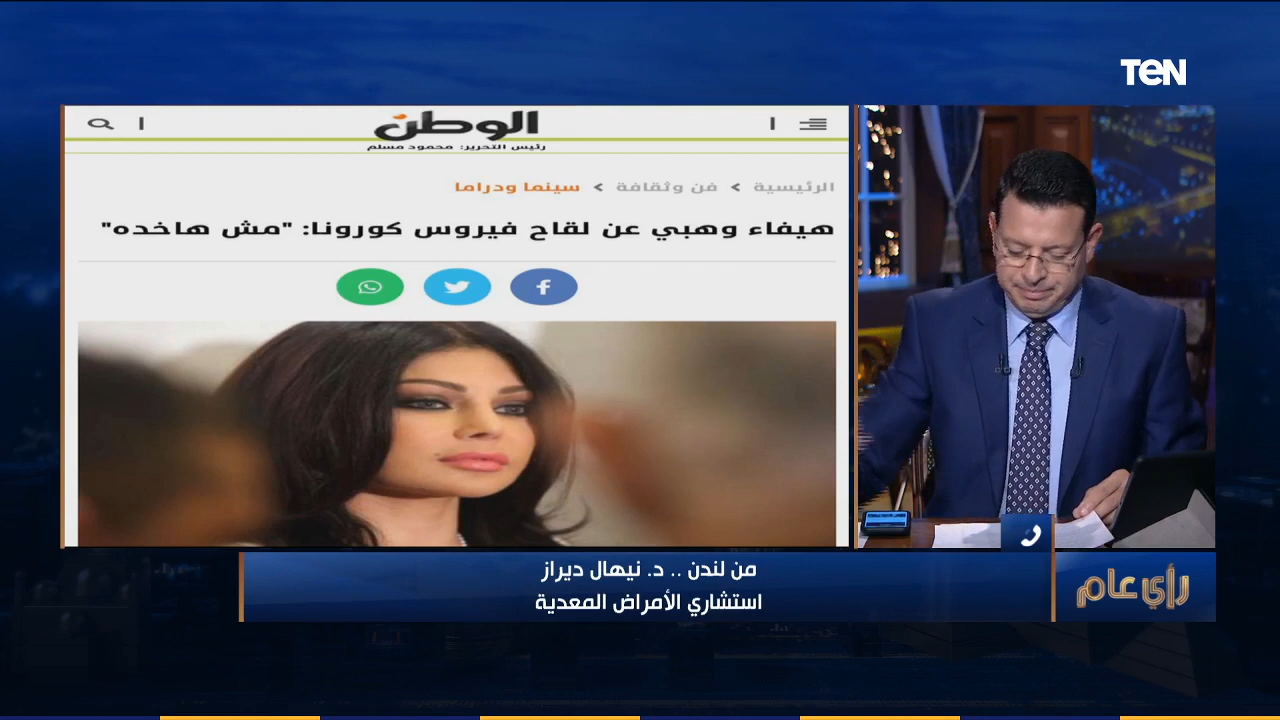 TEN
الوطن
رئيس التحرير: محمود مسلم
الرئيسية > فن وثقافة > سينما ودراما
هيفاء وهبي عن لقاح فيروس كورونا: "مش هاخده"
من لندن .. د. نيهال ديراز
استشاري الأمراض المعدية
رأي عام